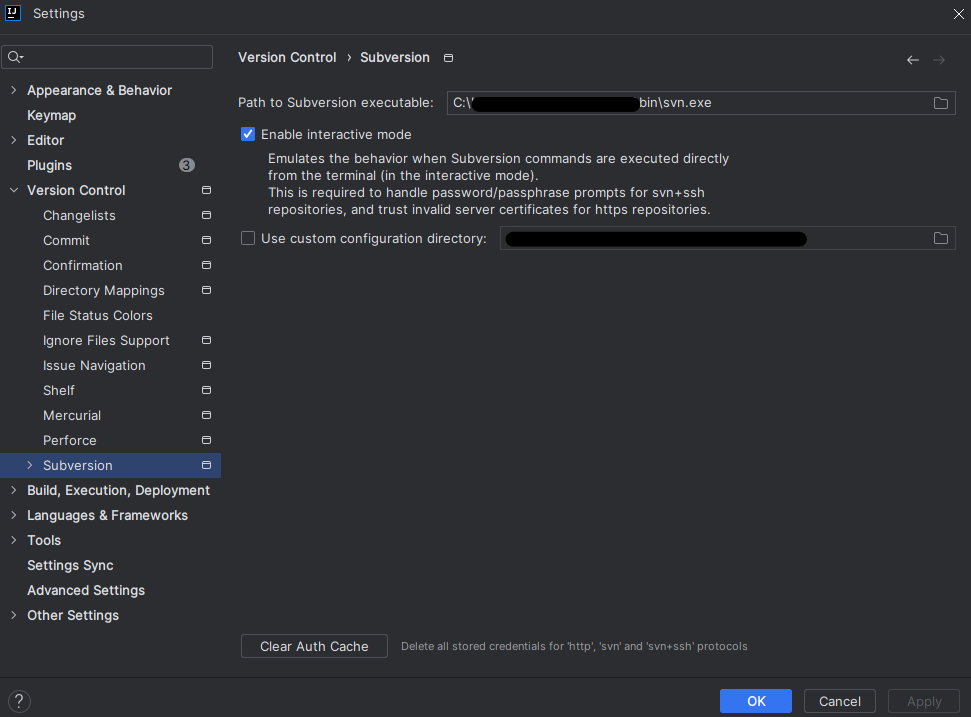 Settings
Version Control › Subversion
Appearance & Behavior
Keymap
Editor
Plugins 3
Version Control
Changelists
Commit
Confirmation
Directory Mappings
File Status Colors
Ignore Files Support
Issue Navigation
Shelf
Mercurial
Perforce
Subversion
Build, Execution, Deployment
Languages & Frameworks
Tools
Settings Sync
Advanced Settings
Other Settings
Path to Subversion executable: C:\ bin\svn.exe
Enable interactive mode
Emulates the behavior when Subversion commands are executed directly
from the terminal (in the interactive mode).
This is required to handle password/passphrase prompts for svn+ssh
repositories, and trust invalid server certificates for https repositories.
Use custom configuration directory:
Clear Auth Cache Delete all stored credentials for 'http', 'svn' and 'svn+ssh' protocols
? OK Cancel Apply